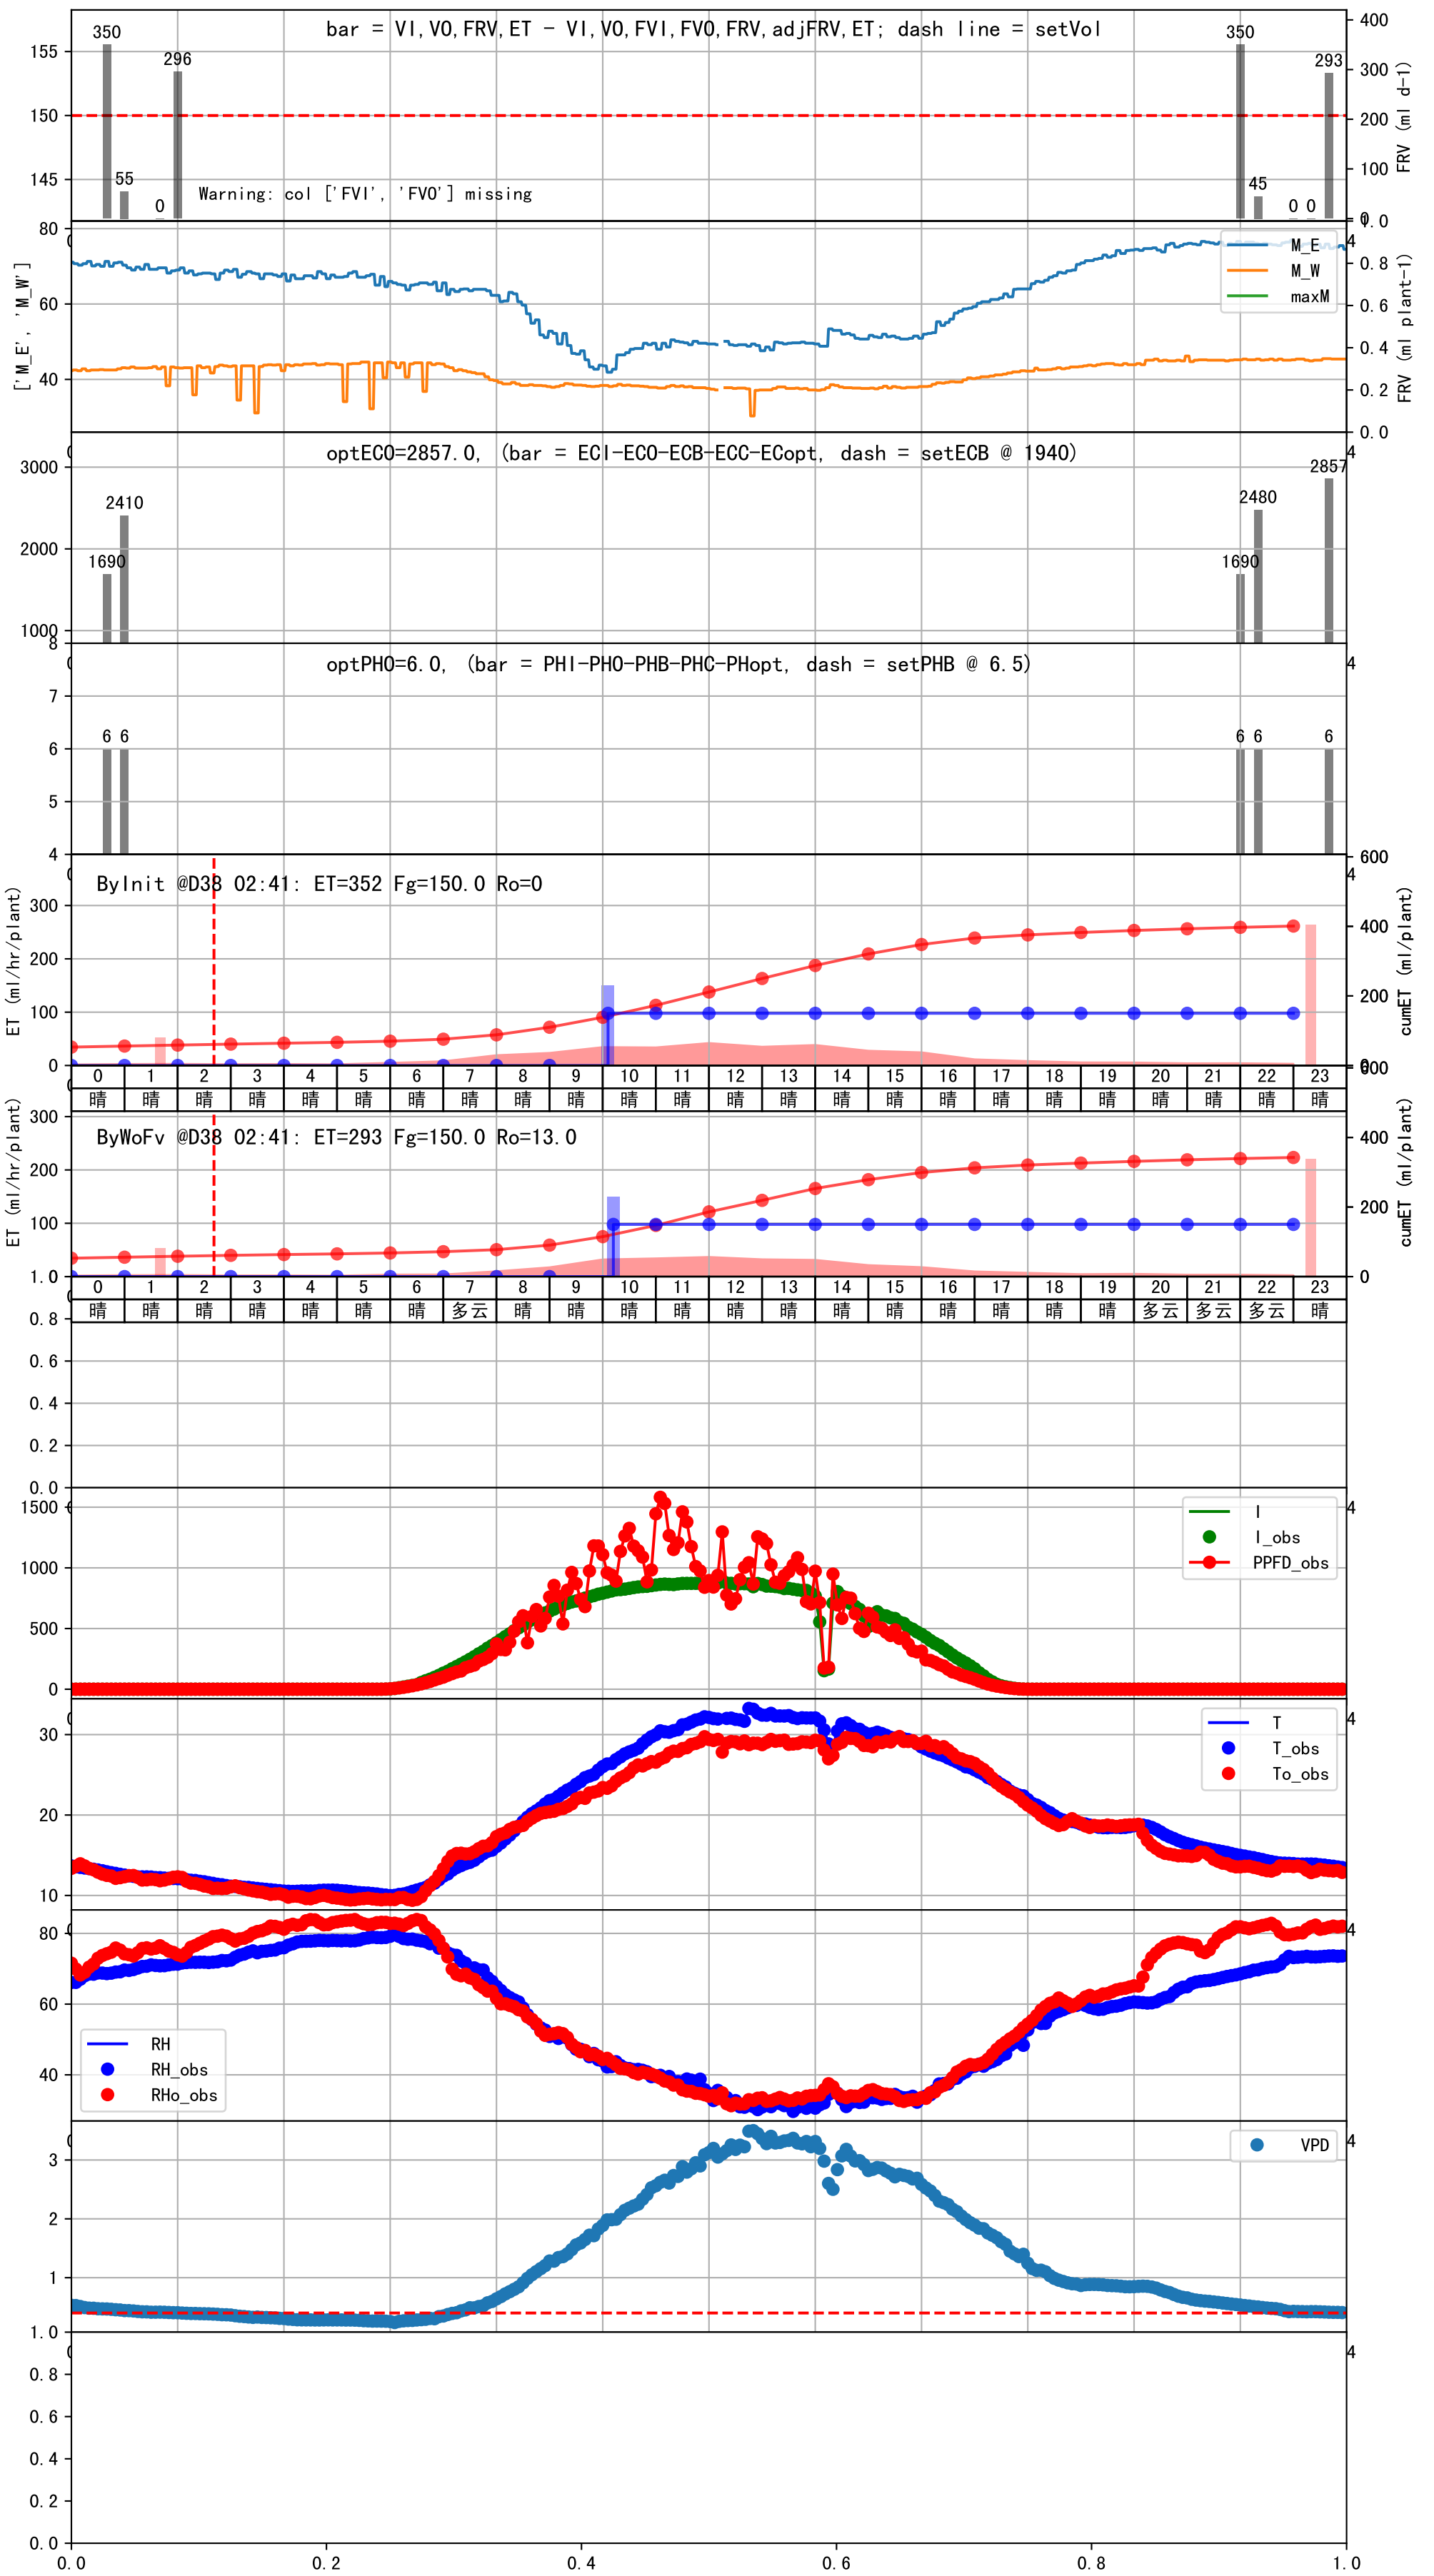 bar = VI,VO,FRV,ET - VI,VO,FVI,FVO,FRV,adjFRV,ET; dash line = setVol
350
55
0
296
350
45
0 0
293
Warning: col ['FVI', 'FVO'] missing
155
150
145
400
300
200
100
FRV (ml d-1)
80
60
40
['M_E', 'M_W']
M_E
M_W
maxM
1.0
0.8
0.6
0.4
0.2
0.0
FRV (ml plant-1)
optECO=2857.0, (bar = ECI-ECO-ECB-ECC-ECopt, dash = setECB @ 1940)
3000
2000
1000
1690
2410
1690
2480
2857
optPHO=6.0, (bar = PHI-PHO-PHB-PHC-PHopt, dash = setPHB @ 6.5)
8
7
6
5
4
6 6
6 6
6
ByInit @D38 02:41: ET=352 Fg=150.0 Ro=0
ET (ml/hr/plant)
300
200
100
0
600
400
200
cumET (ml/plant)
0 1 2 3 4 5 6 7 8 9 10 11 12 13 14 15 16 17 18 19 20 21 22 23
晴 晴 晴 晴 晴 晴 晴 晴 晴 晴 晴 晴 晴 晴 晴 晴 晴 晴 晴 晴 晴 晴 晴 晴
ByWoFv @D38 02:41: ET=293 Fg=150.0 Ro=13.0
ET (ml/hr/plant)
300
200
100
400
200
0
cumET (ml/plant)
0 1 2 3 4 5 6 7 8 9 10 11 12 13 14 15 16 17 18 19 20 21 22 23
晴 晴 晴 晴 晴 晴 晴 多云 晴 晴 晴 晴 晴 晴 晴 晴 晴 晴 晴 晴 多云 多云 多云 晴
1.0
0.8
0.6
0.4
0.2
0.0
1500
1000
500
0
I
I_obs
PPFD_obs
4
30
20
10
T
T_obs
To_obs
4
80
60
40
RH
RH_obs
RHo_obs
4
3
2
1
VPD
4
1.0
0.8
0.6
0.4
0.2
0.0
4
0.0 0.2 0.4 0.6 0.8 1.0